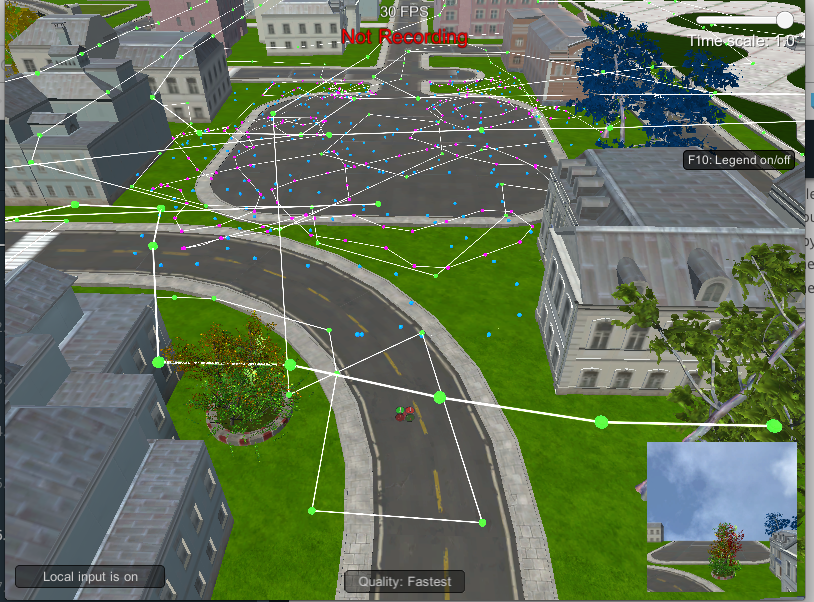 30 FPS
Not Recording
Time scale: 1.0
F10: Legend on/off
Local input is on
Quality: Fastest